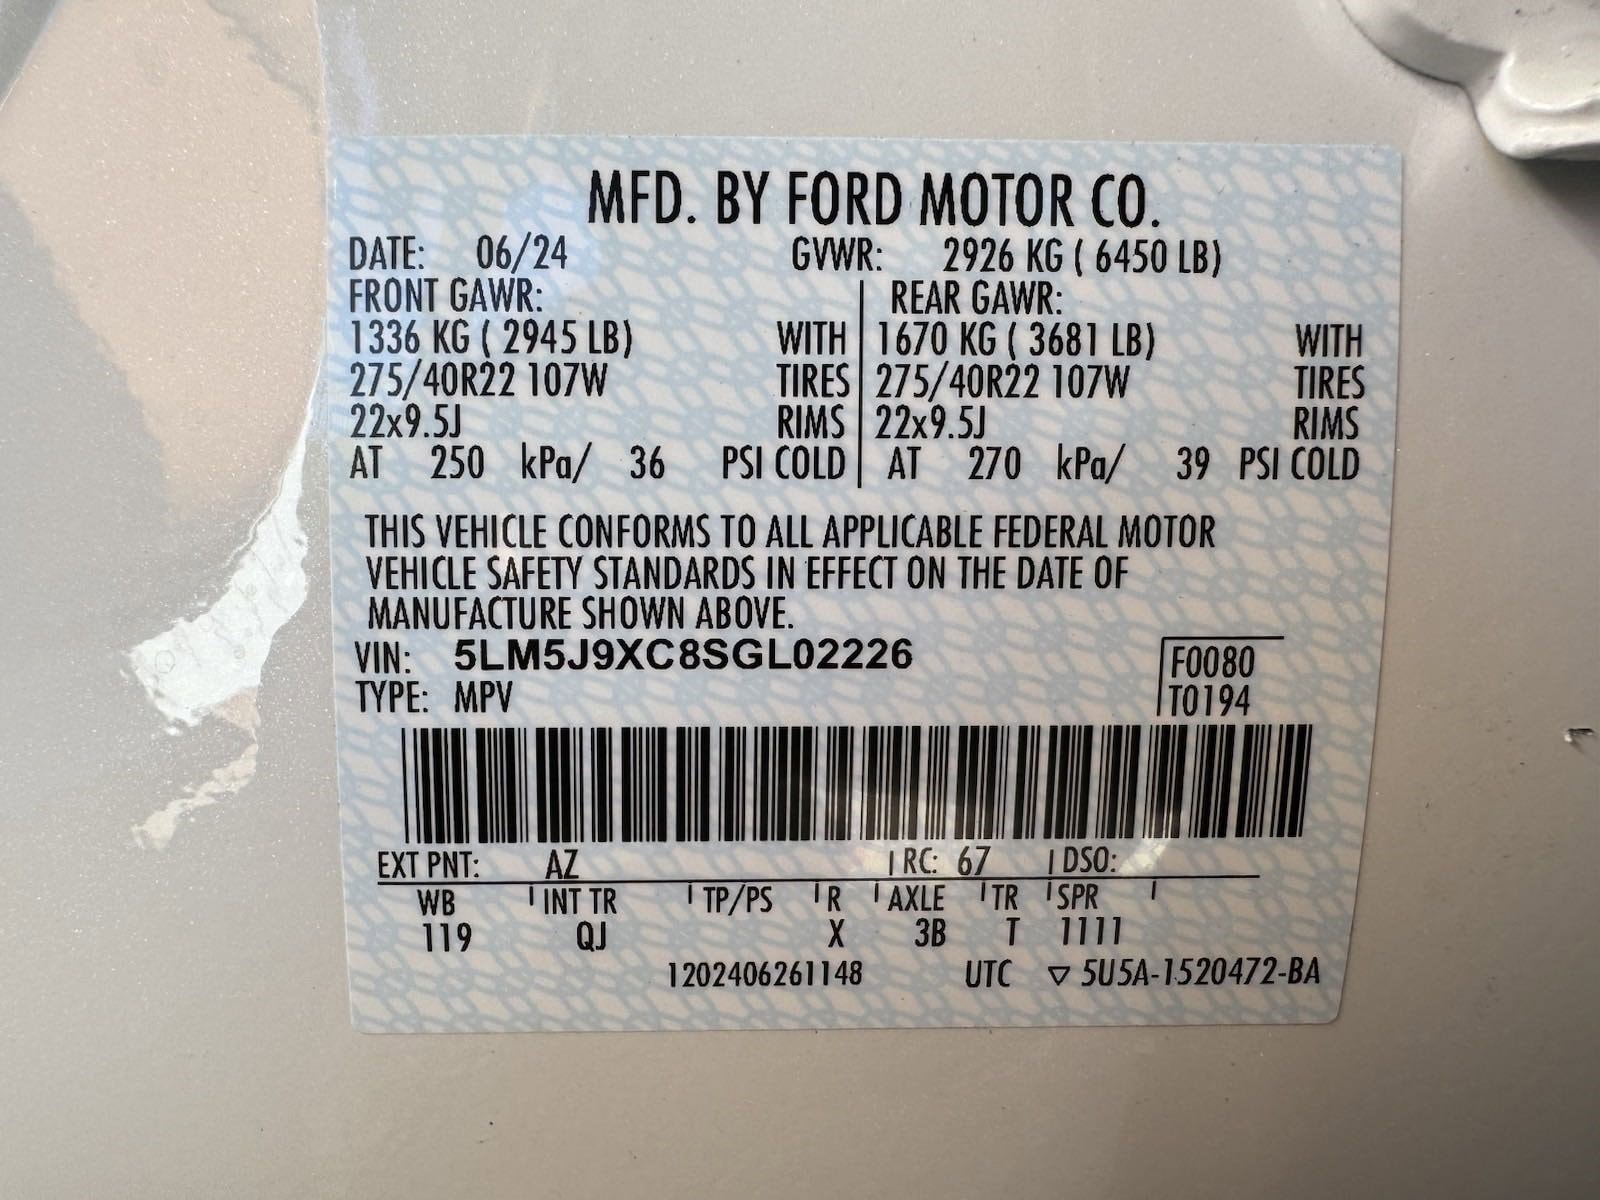 MFD. BY FORD MOTOR CO.
DATE: 06/24 GVWR: 2926 KG ( 6450 LB)
FRONT GAWR: REAR GAWR:
1336 KG ( 2945 LB) WITH 1670 KG ( 3681 LB) WITH
275/40R22 107W TIRES 275/40R22 107W TIRES
22x9.5J RIMS 22x9.5J RIMS
AT 250 kPa/ 36 PSI COLD AT 270 kPa/ 39 PSI COLD
THIS VEHICLE CONFORMS TO ALL APPLICABLE FEDERAL MOTOR
VEHICLE SAFETY STANDARDS IN EFFECT ON THE DATE OF
MANUFACTURE SHOWN ABOVE.
VIN: 5LM5J9XC8SGL02226 F0080
TYPE: MPV T0194
EXT PNT: AZ RC: 67 DSO:
WB INT TR TP/PS R AXLE TR SPR
119 QJ X 3B T 1111
1202406261148 UTC ▽ 5U5A-1520472-BA